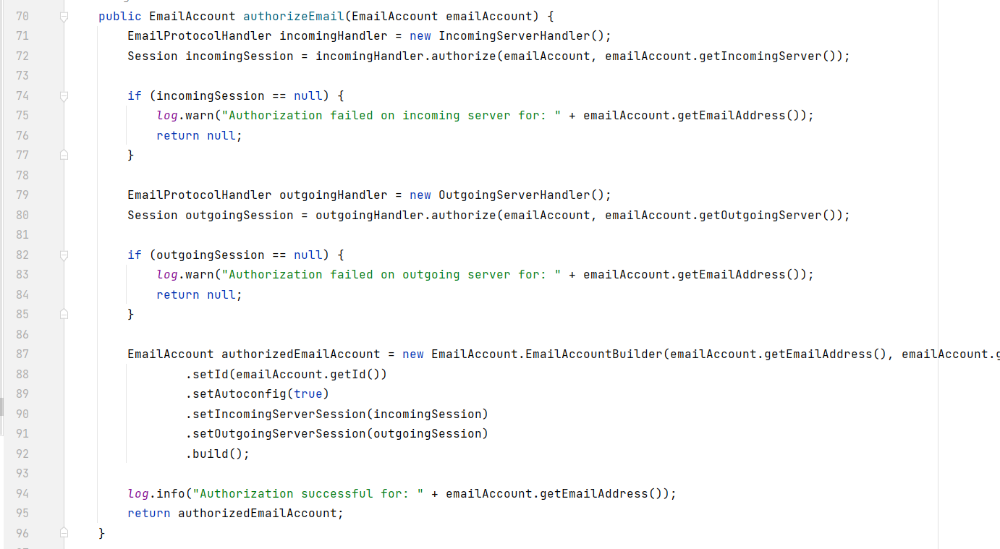 70 public EmailAccount authorizeEmail(EmailAccount emailAccount) {
71 EmailProtocolHandler incomingHandler = new IncomingServerHandler();
72 Session incomingSession = incomingHandler.authorize(emailAccount, emailAccount.getIncomingServer());
73
74 if (incomingSession == null) {
75 log.warn("Authorization failed on incoming server for: " + emailAccount.getEmailAddress());
76 return null;
77 }
78
79 EmailProtocolHandler outgoingHandler = new OutgoingServerHandler();
80 Session outgoingSession = outgoingHandler.authorize(emailAccount, emailAccount.getOutgoingServer());
81
82 if (outgoingSession == null) {
83 log.warn("Authorization failed on outgoing server for: " + emailAccount.getEmailAddress());
84 return null;
85 }
86
87 EmailAccount authorizedEmailAccount = new EmailAccount.EmailAccountBuilder(emailAccount.getEmailAddress(), emailAccount.g
88 .setId(emailAccount.getId())
89 .setAutoconfig(true)
90 .setIncomingServerSession(incomingSession)
91 .setOutgoingServerSession(outgoingSession)
92 .build();
93
94 log.info("Authorization successful for: " + emailAccount.getEmailAddress());
95 return authorizedEmailAccount;
96 }